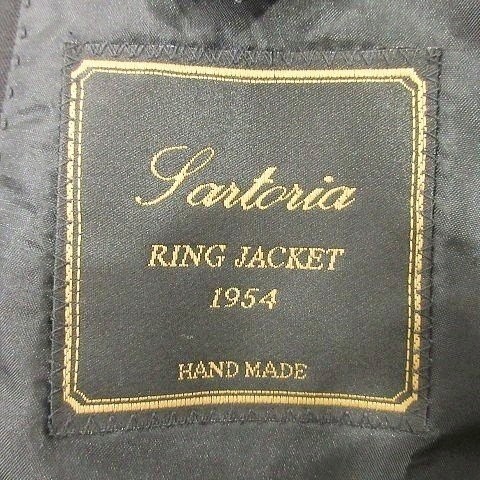 Sartoria
RING JACKET
1954
HAND MADE